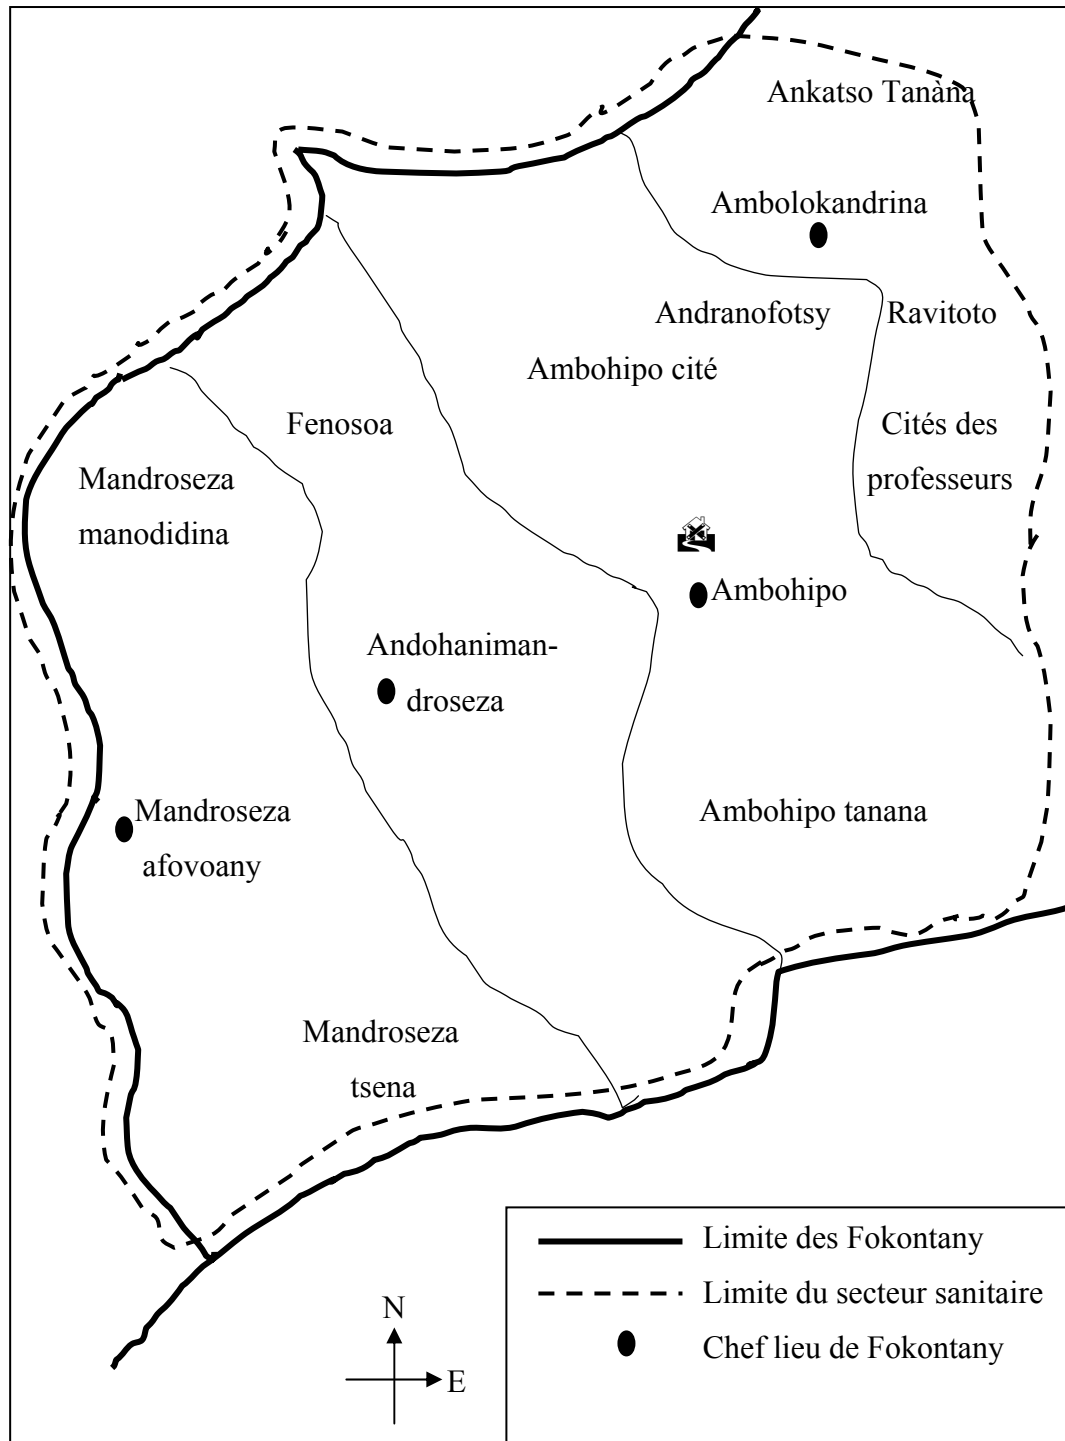 Ankatso Tanàna
Ambolokandrina
Andranofotsy
Ravitoto
Ambohipo cité
Fenosoa
Cités des
professeurs
Mandroseza
manodidina
Ambohipo
Andohaniman-
droseza
Mandroseza
afovoany
Ambohipo tanana
Mandroseza
tsena
Limite des Fokontany
Limite du secteur sanitaire
Chef lieu de Fokontany
N
E